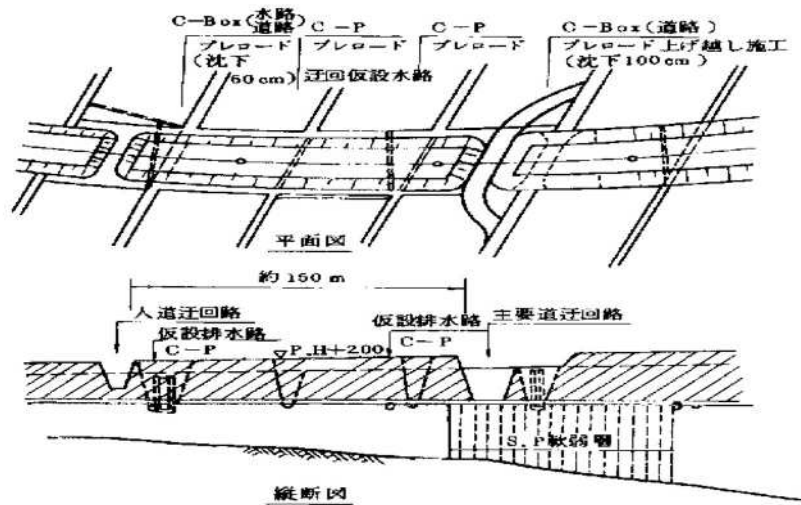 C-Box(水路
道路)
プレロード
(沈下
60cm)
C-P
プレロード
迂回仮設水路
C-P
プレロード
C-Box(道路)
プレロード上げ越し施工
(沈下100cm)
平面図
約150m
人道迂回路
仮設排水路
C-P
P.H+200
仮設排水路
C-P
主要道迂回路
S.P軟弱層
縦断図